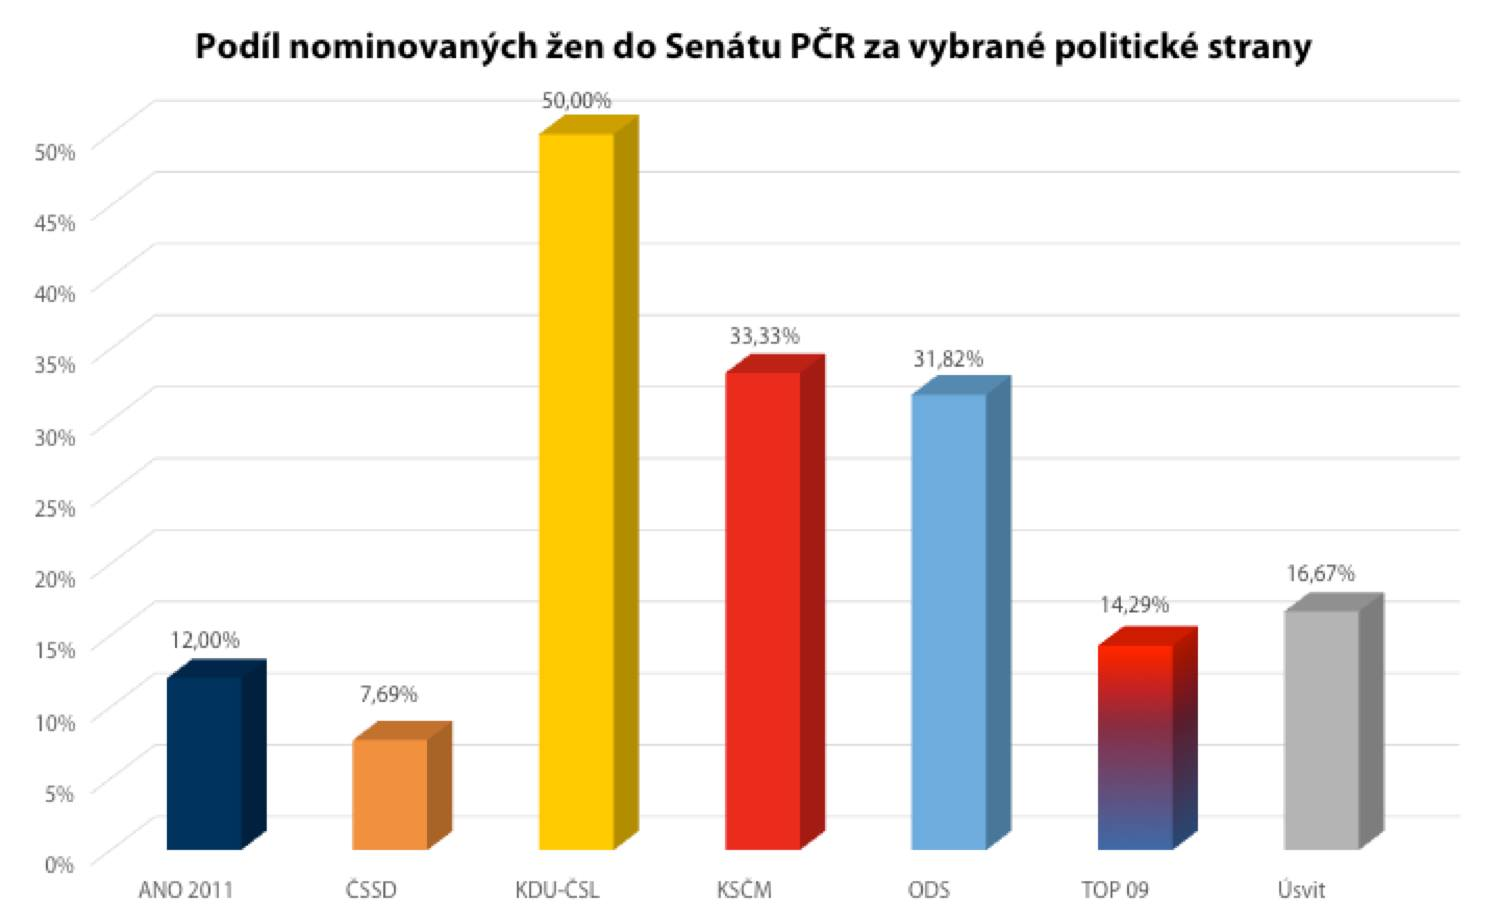 Podíl nominovaných žen do Senátu PČR za vybrané politické strany
50%
45%
40%
35%
30%
25%
20%
15%
10%
5%
0%
12,00%
7,69%
50,00%
33,33%
31,82%
14,29%
16,67%
ANO 2011
ČSSD
KDU-ČSL
KSČM
ODS
TOP 09
Úsvit